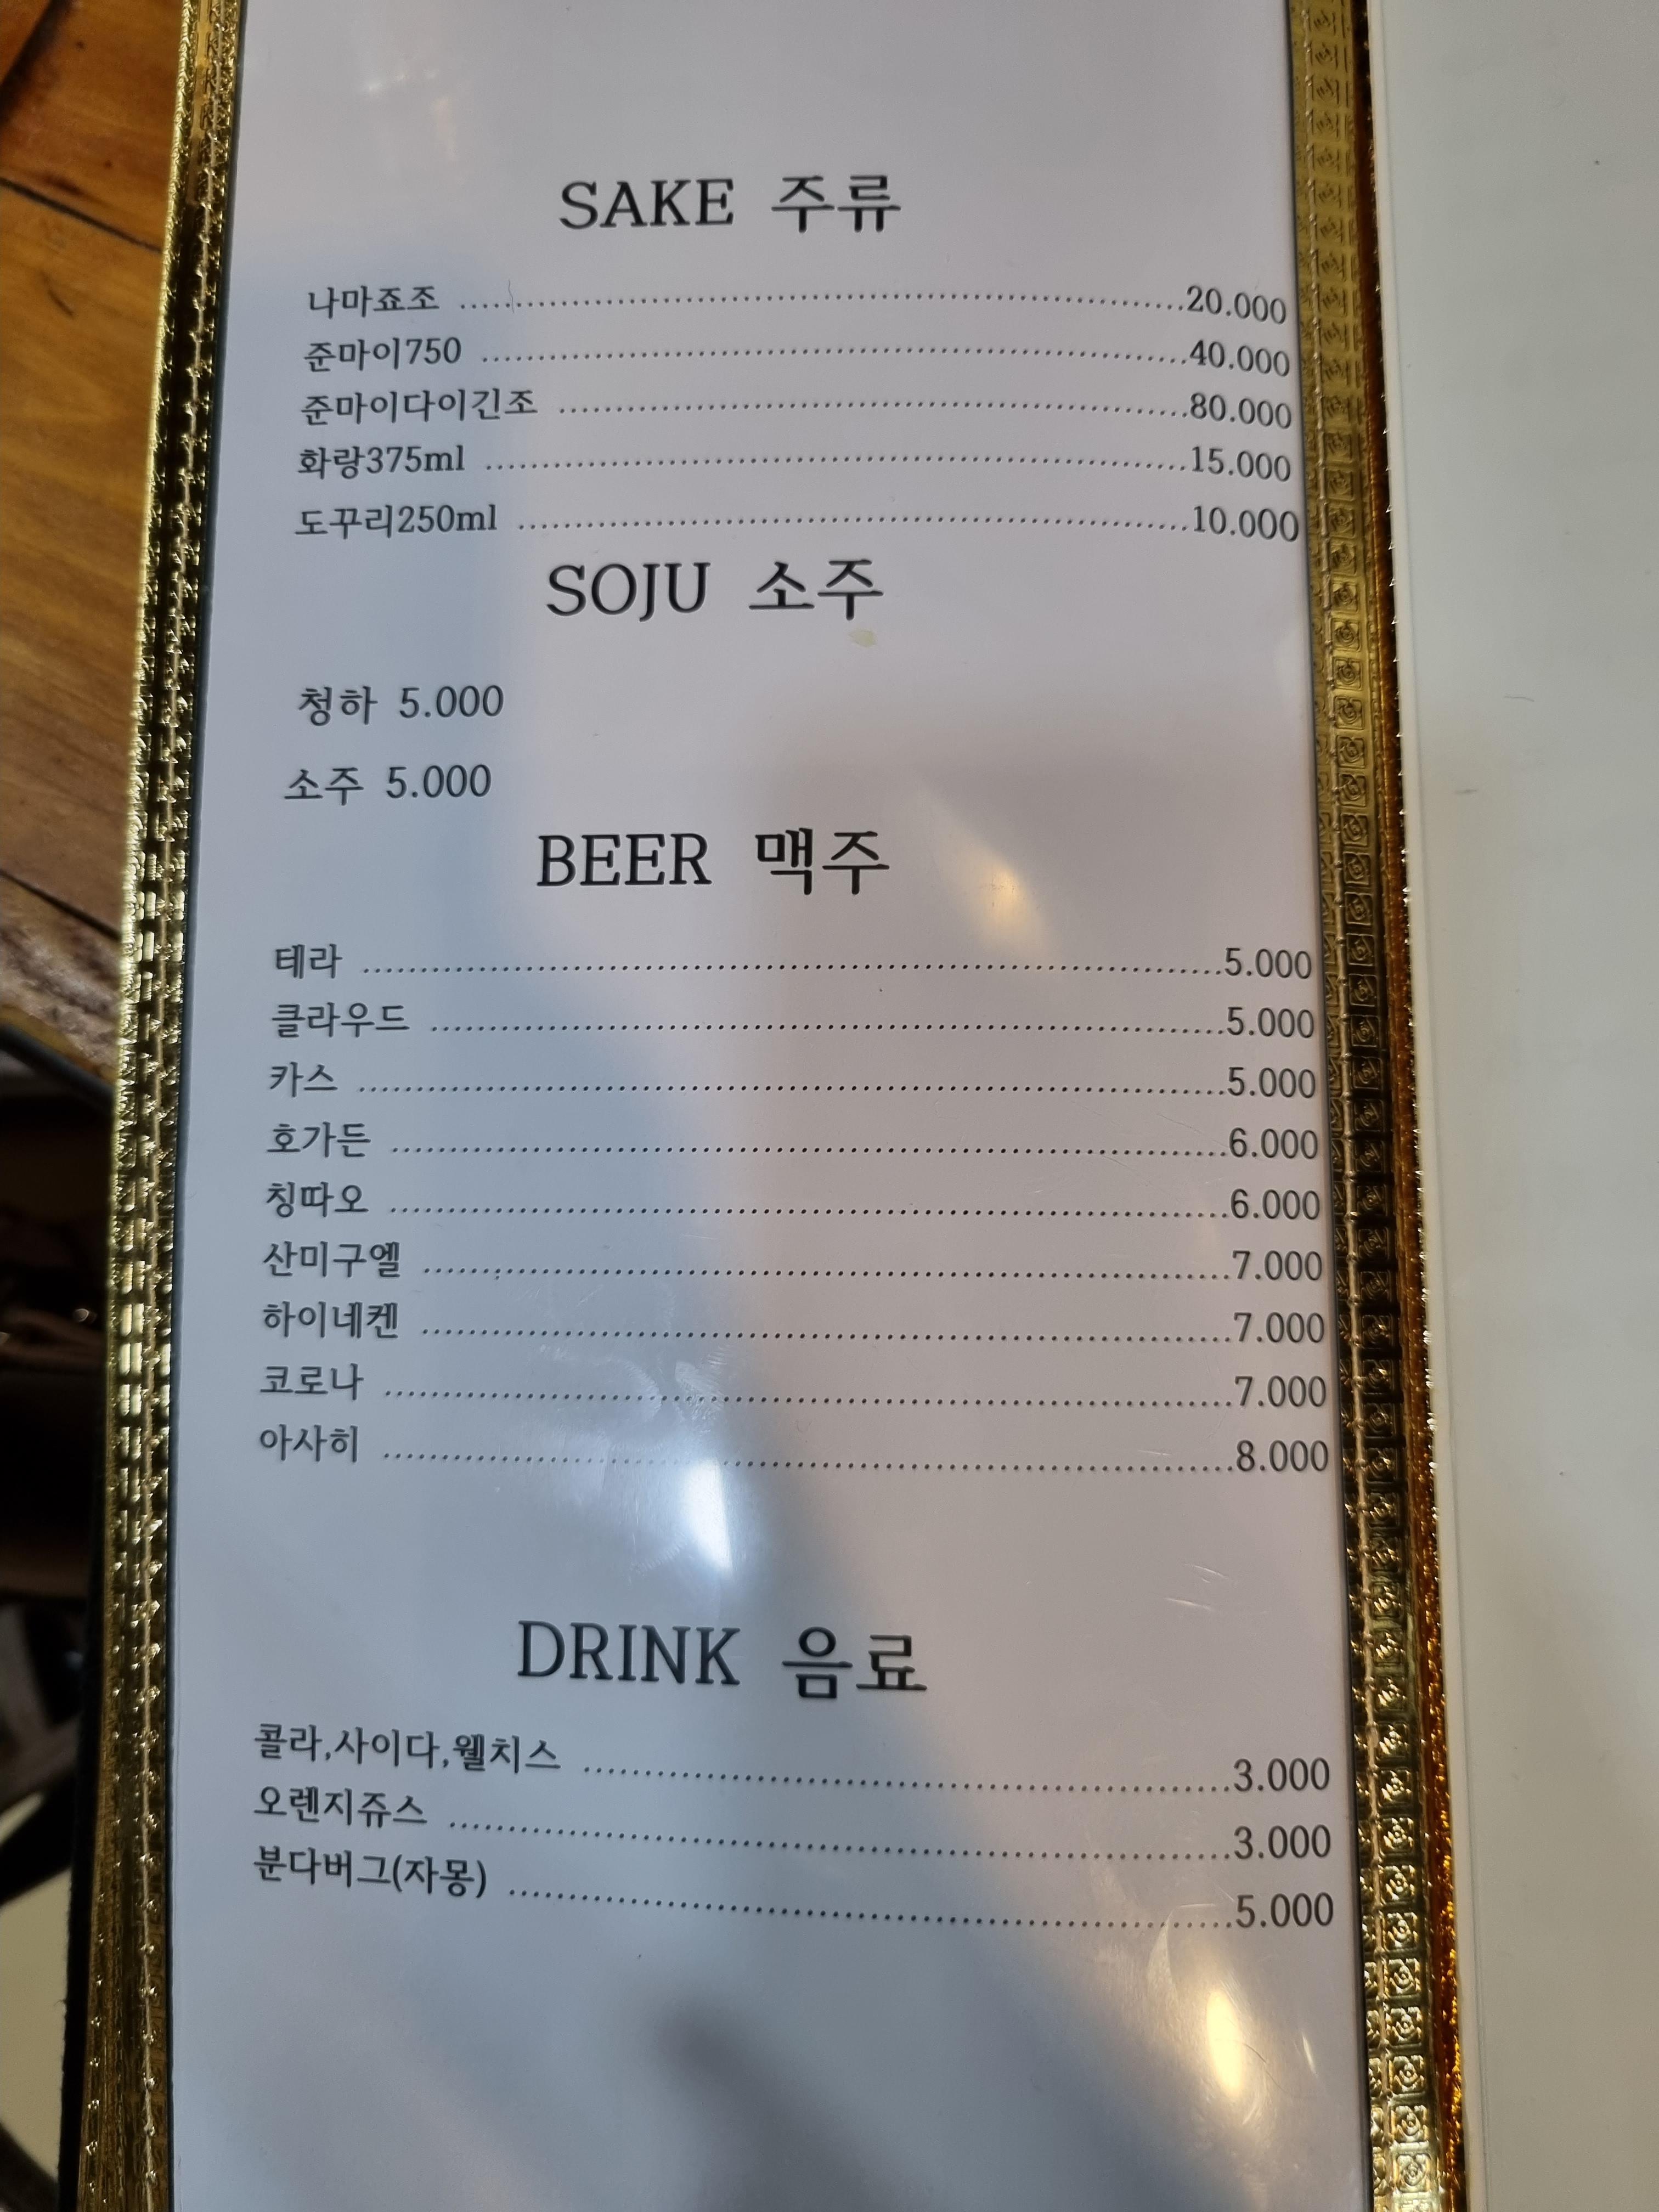 SAKE 주류
나마죠조 20.000
준마이750 40.000
준마이다이긴조 80.000
화랑375ml 15.000
도꾸리250ml 10.000
SOJU 소주
청하 5.000
소주 5.000
BEER 맥주
테라 5.000
클라우드 5.000
카스 5.000
호가든 6.000
칭따오 6.000
산미구엘 7.000
하이네켄 7.000
코로나 7.000
아사히 8.000
DRINK 음료
콜라,사이다,웰치스 3.000
오렌지쥬스 3.000
분다버그(자몽) 5.000